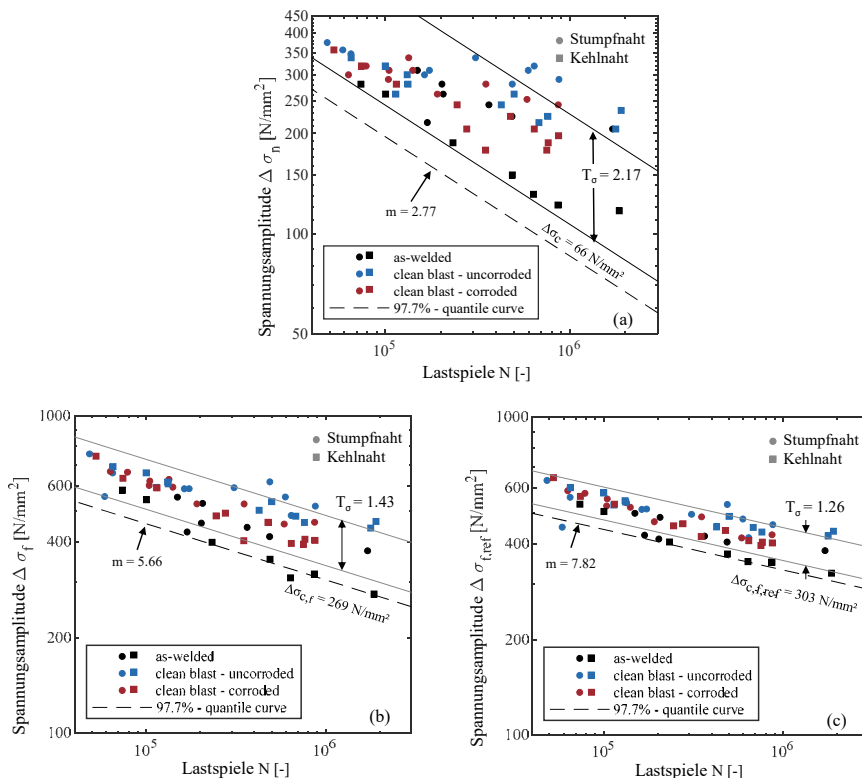 450
400
350
300
250
200
150
100
50
Spannungsamplitude Δ σn [N/mm²]
Stumpfnaht
Kehlnaht
Tσ = 2.17
m = 2.77
Δσc = 66 N/mm²
as-welded
clean blast - uncorroded
clean blast - corroded
97.7% - quantile curve
(a)
10⁵
10⁶
Lastspiele N [-]
1000
800
600
400
200
100
Spannungsamplitude Δ σf [N/mm²]
Stumpfnaht
Kehlnaht
Tσ = 1.43
m = 5.66
Δσc,f = 269 N/mm²
as-welded
clean blast - uncorroded
clean blast - corroded
97.7% - quantile curve
(b)
10⁵
10⁶
Lastspiele N [-]
1000
600
400
200
100
Spannungsamplitude Δ σf,ref [N/mm²]
Stumpfnaht
Kehlnaht
Tσ = 1.26
m = 7.82
Δσc,f,ref = 303 N/mm²
as-welded
clean blast - uncorroded
clean blast - corroded
97.7% - quantile curve
(c)
10⁵
10⁶
Lastspiele N [-]